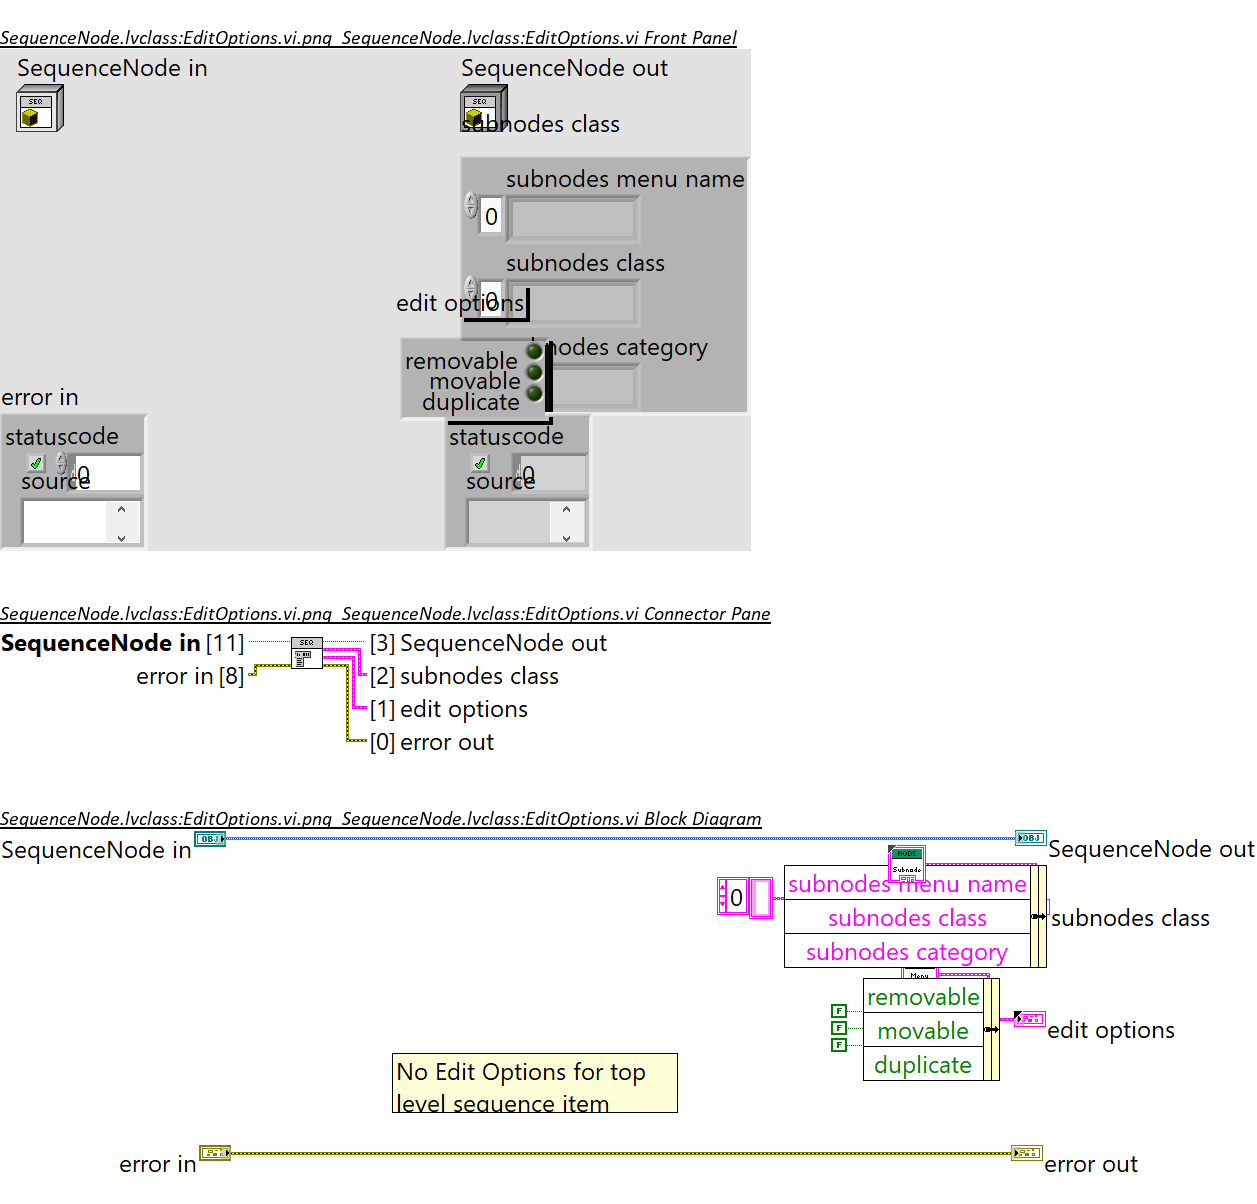 SequenceNode.lvclass:EditOptions.vi.png SequenceNode.lvclass:EditOptions.vi Front Panel
SequenceNode in
SequenceNode out
SEQ
SEQ
subnodes class
subnodes menu name
0
subnodes class
0
edit options
nodes category
removable
movable
duplicate
error in
status code
0
source
status code
0
source
SequenceNode.lvclass:EditOptions.vi.png SequenceNode.lvclass:EditOptions.vi Connector Pane
SequenceNode in [11]
SEQ
[3] SequenceNode out
error in [8]
[2] subnodes class
[1] edit options
[0] error out
SequenceNode.lvclass:EditOptions.vi.png SequenceNode.lvclass:EditOptions.vi Block Diagram
OBJ
OBJ
SequenceNode in
SequenceNode out
NODE
Subnode
0
subnodes menu name
subnodes class
subnodes class
subnodes category
Menu
removable
F
movable
F
edit options
duplicate
F
No Edit Options for top
level sequence item
error in
error out